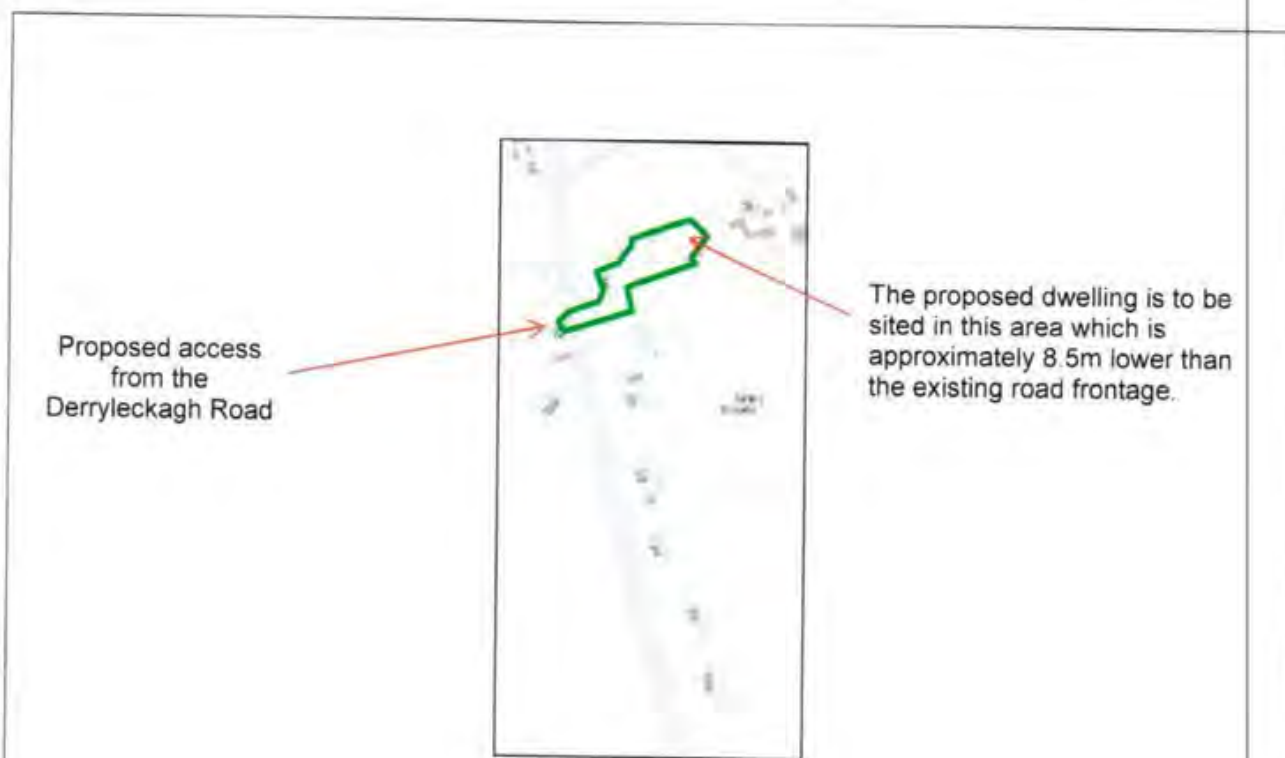 Proposed access
from the
Derryleckagh Road
The proposed dwelling is to be
sited in this area which is
approximately 8.5m lower than
the existing road frontage.